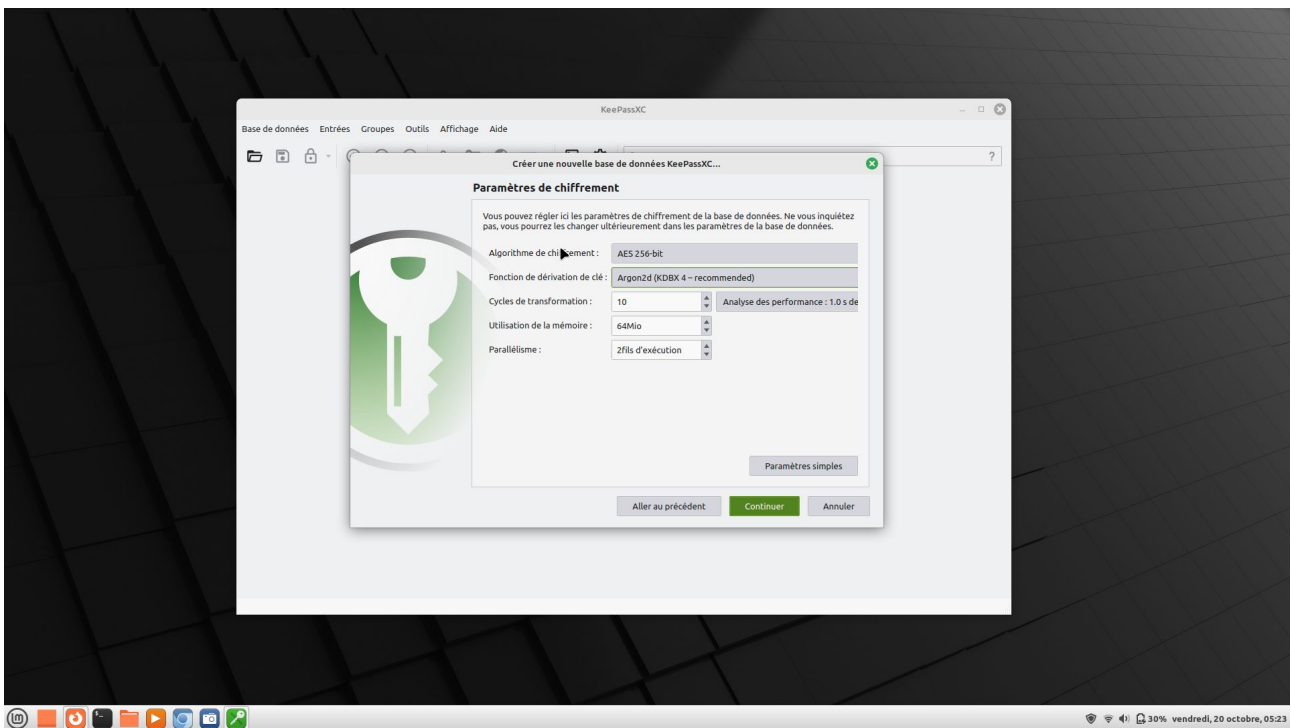 KeePassXC
Base de données Entrées Groupes Outils Affichage Aide
?
Créer une nouvelle base de données KeePassXC...
Paramètres de chiffrement
Vous pouvez régler ici les paramètres de chiffrement de la base de données. Ne vous inquiétez
pas, vous pourrez les changer ultérieurement dans les paramètres de la base de données.
Algorithme de chiffrement : AES 256-bit
Fonction de dérivation de clé : Argon2d (KDBX 4 – recommended)
Cycles de transformation : 10 Analyse des performance : 1.0 s de
Utilisation de la mémoire : 64Mio
Parallélisme : 2fils d'exécution
Paramètres simples
Aller au précédent Continuer Annuler
30% vendredi, 20 octobre, 05:23